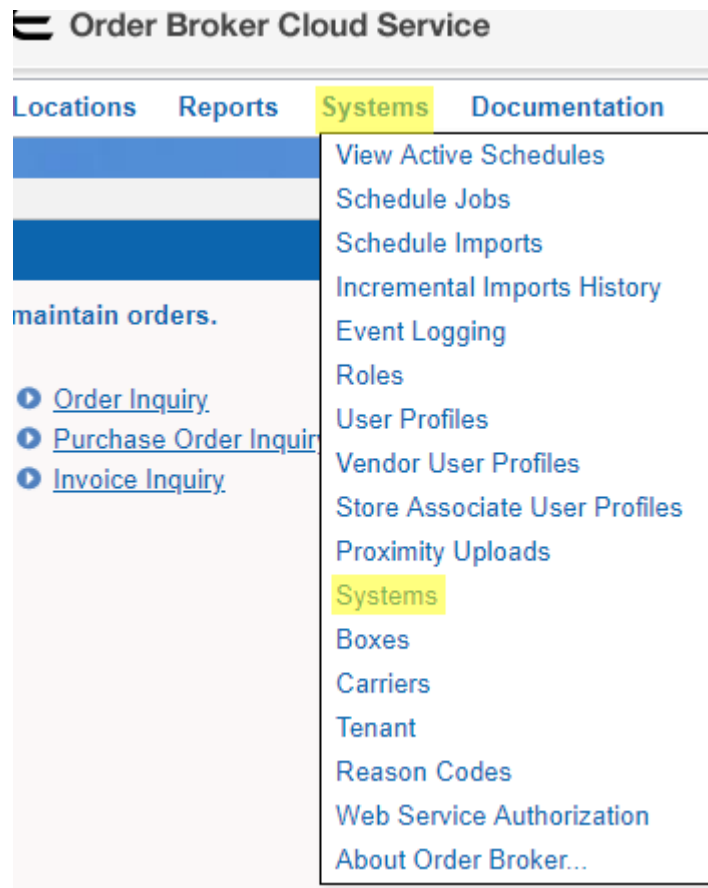 Order Broker Cloud Service
Locations Reports Systems Documentation
View Active Schedules
Schedule Jobs
Schedule Imports
Incremental Imports History
maintain orders.
Event Logging
Roles
Order Inquiry
User Profiles
Purchase Order Inquiry
Vendor User Profiles
Invoice Inquiry
Store Associate User Profiles
Proximity Uploads
Systems
Boxes
Carriers
Tenant
Reason Codes
Web Service Authorization
About Order Broker...